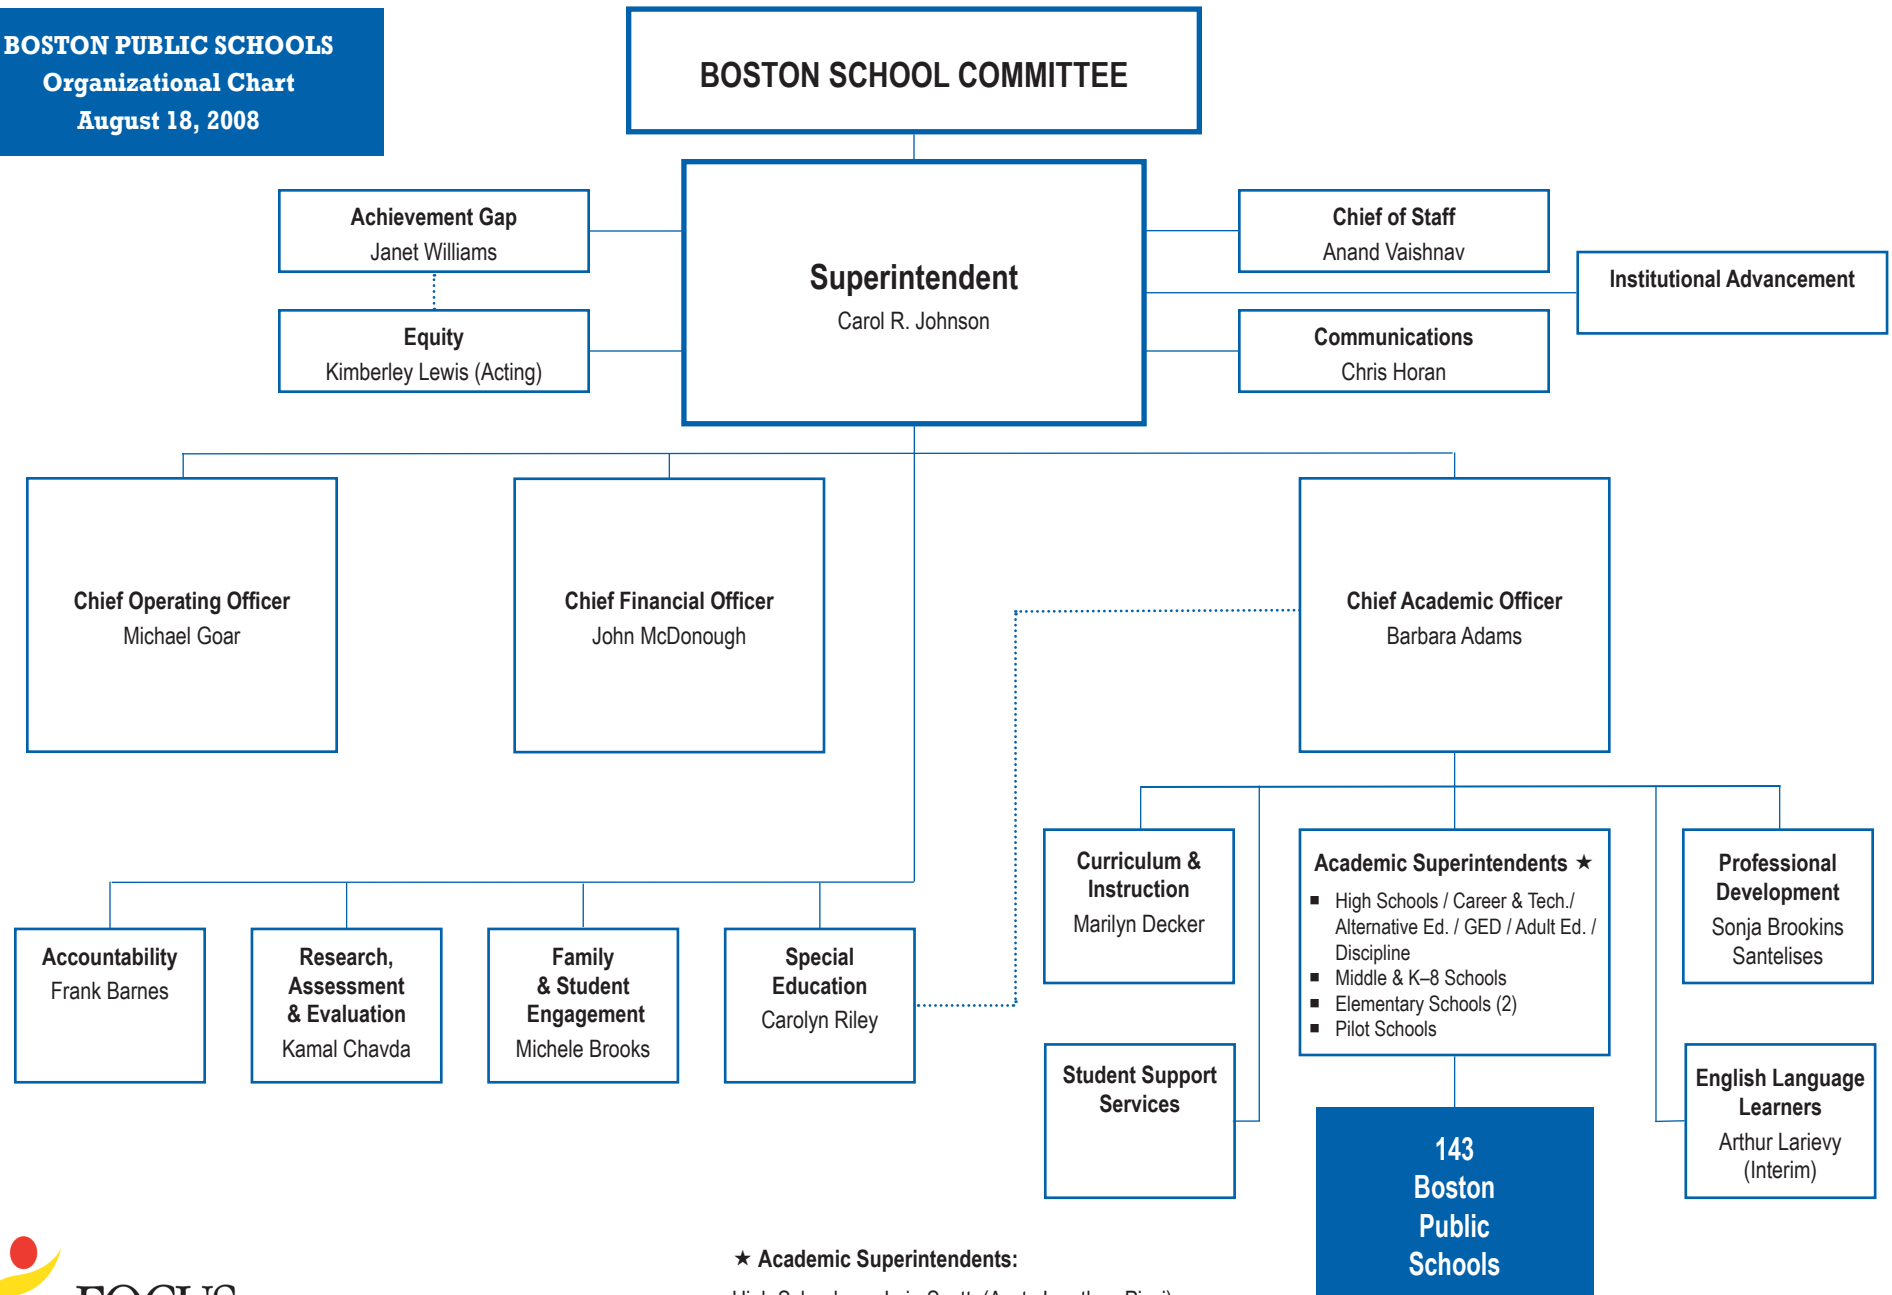 BOSTON PUBLIC SCHOOLS
Organizational Chart
August 18, 2008
BOSTON SCHOOL COMMITTEE
Achievement Gap
Janet Williams
Equity
Kimberley Lewis (Acting)
Superintendent
Carol R. Johnson
Chief of Staff
Anand Vaishnav
Institutional Advancement
Communications
Chris Horan
Chief Operating Officer
Michael Goar
Chief Financial Officer
John McDonough
Chief Academic Officer
Barbara Adams
Accountability
Frank Barnes
Research,
Assessment
& Evaluation
Kamal Chavda
Family
& Student
Engagement
Michele Brooks
Special
Education
Carolyn Riley
Curriculum &
Instruction
Marilyn Decker
Academic Superintendents ★
■ High Schools / Career & Tech./
Alternative Ed. / GED / Adult Ed. /
Discipline
■ Middle & K–8 Schools
■ Elementary Schools (2)
■ Pilot Schools
Professional
Development
Sonja Brookins
Santelises
Student Support
Services
English Language
Learners
Arthur Larievy
(Interim)
143
Boston
Public
Schools
FOCUS
★ Academic Superintendents: